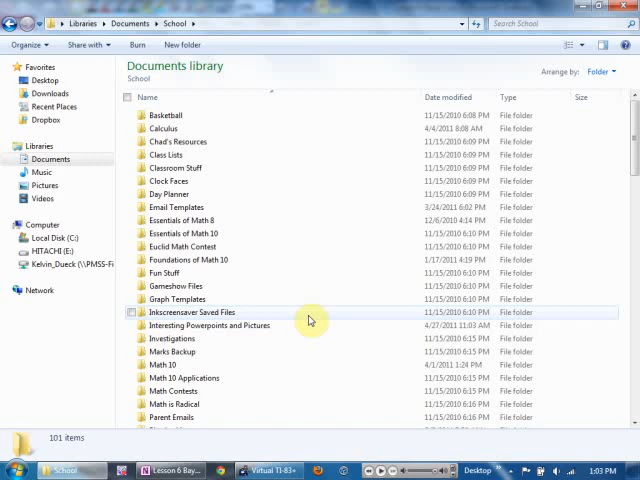 Libraries ▸ Documents ▸ School ▸
Search School
Organize ▾ Share with ▾ Burn New folder
Favorites
Desktop
Downloads
Recent Places
Dropbox
Libraries
Documents
Music
Pictures
Videos
Computer
Local Disk (C:)
HITACHI (E:)
Kelvin_Dueck (\\PMSS-Fi
Network
Documents library
School
Arrange by: Folder ▾
Name Date modified Type Size
Basketball 11/15/2010 6:08 PM File folder
Calculus 4/4/2011 8:08 AM File folder
Chad's Resources 11/15/2010 6:09 PM File folder
Class Lists 11/15/2010 6:09 PM File folder
Classroom Stuff 11/15/2010 6:09 PM File folder
Clock Faces 11/15/2010 6:09 PM File folder
Day Planner 11/15/2010 6:09 PM File folder
Email Templates 3/24/2011 6:02 PM File folder
Essentials of Math 8 12/6/2010 4:14 PM File folder
Essentials of Math 10 11/15/2010 6:10 PM File folder
Euclid Math Contest 11/15/2010 6:10 PM File folder
Foundations of Math 10 1/17/2011 4:19 PM File folder
Fun Stuff 11/15/2010 6:10 PM File folder
Gameshow Files 11/15/2010 6:10 PM File folder
Graph Templates 11/15/2010 6:10 PM File folder
Inkscreensaver Saved Files 11/15/2010 6:10 PM File folder
Interesting Powerpoints and Pictures 4/27/2011 11:03 AM File folder
Investigations 11/15/2010 6:15 PM File folder
Marks Backup 11/15/2010 6:15 PM File folder
Math 10 4/1/2011 1:24 PM File folder
Math 10 Applications 11/15/2010 6:15 PM File folder
Math Contests 11/15/2010 6:15 PM File folder
Math is Radical 11/15/2010 6:16 PM File folder
Parent Emails 11/15/2010 6:16 PM File folder
101 items
School Lesson 6 Bay... Virtual TI-83+ Desktop » 1:03 PM